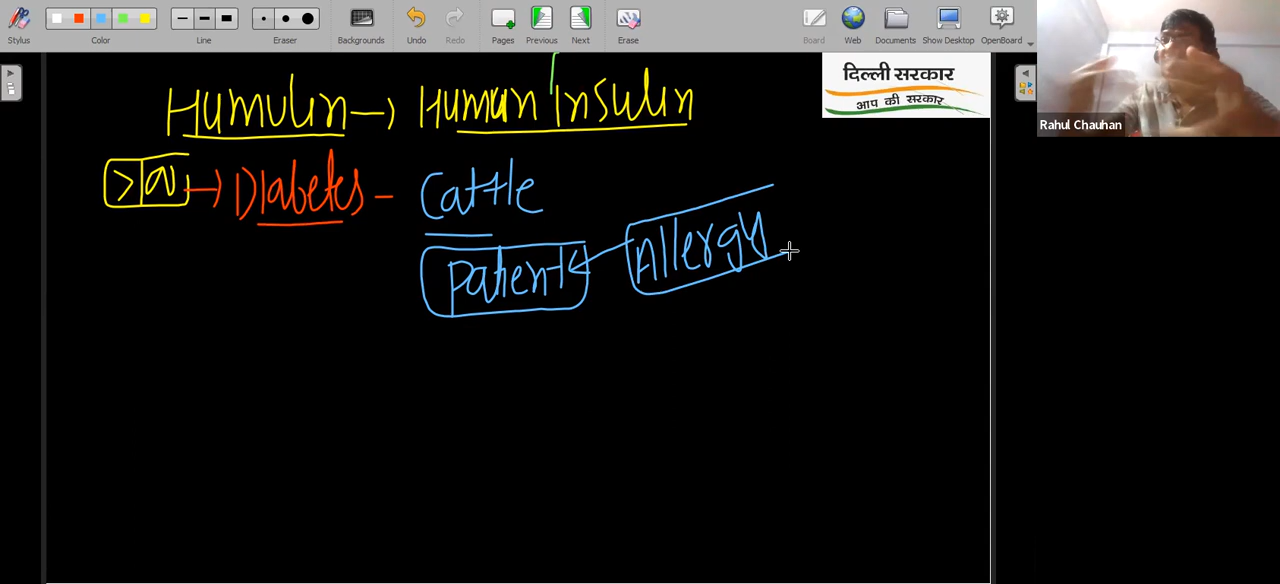 Stylus Color Line Eraser Backgrounds Undo Redo Pages Previous Next Erase Board Web Documents Show Desktop OpenBoard
Humulin → Human Insulin
दिल्ली सरकार
आप की सरकार
Rahul Chauhan
→ Diabetes - Cattle
Patient ← Allergy